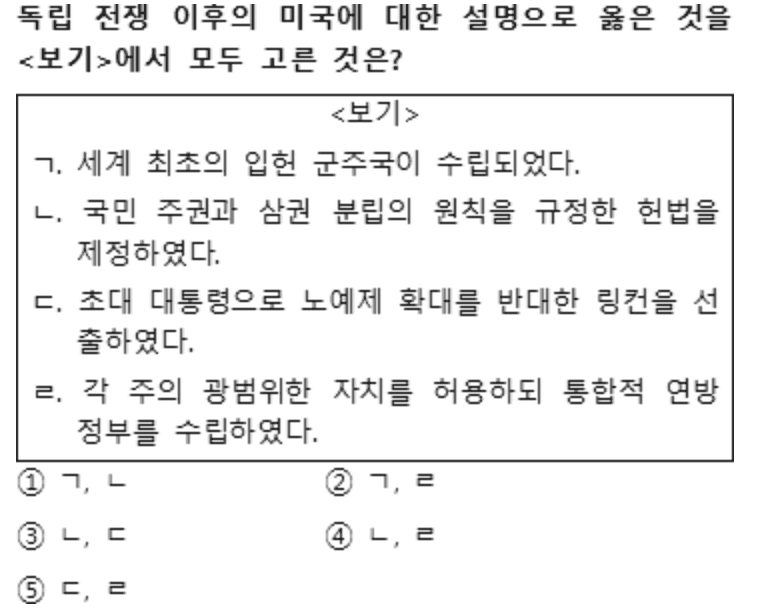 독립 전쟁 이후의 미국에 대한 설명으로 옳은 것을
<보기>에서 모두 고른 것은?
<보기>
ㄱ. 세계 최초의 입헌 군주국이 수립되었다.
ㄴ. 국민 주권과 삼권 분립의 원칙을 규정한 헌법을
제정하였다.
ㄷ. 초대 대통령으로 노예제 확대를 반대한 링컨을 선
출하였다.
ㄹ. 각 주의 광범위한 자치를 허용하되 통합적 연방
정부를 수립하였다.
① ㄱ, ㄴ ② ㄱ, ㄹ
③ ㄴ, ㄷ ④ ㄴ, ㄹ
⑤ ㄷ, ㄹ